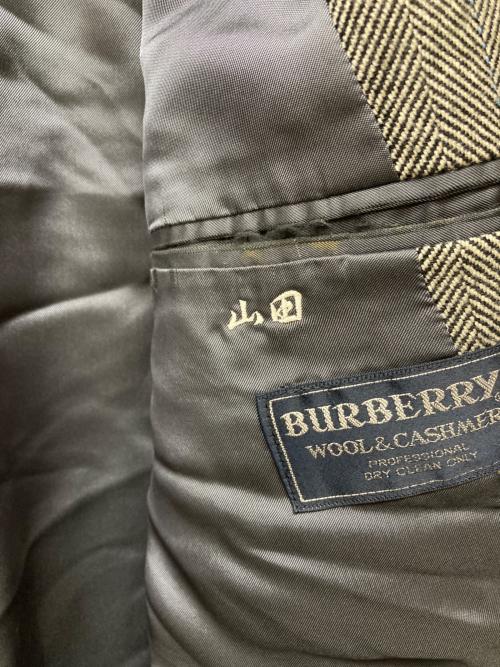 山田
BURBERRY
WOOL & CASHMER
PROFESSIONAL
DRY CLEAN ONLY